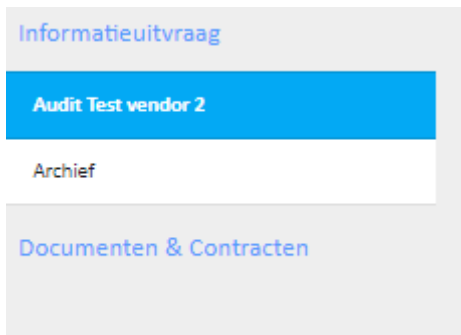 Informatieuitvraag
Audit Test vendor 2
Archief
Documenten & Contracten